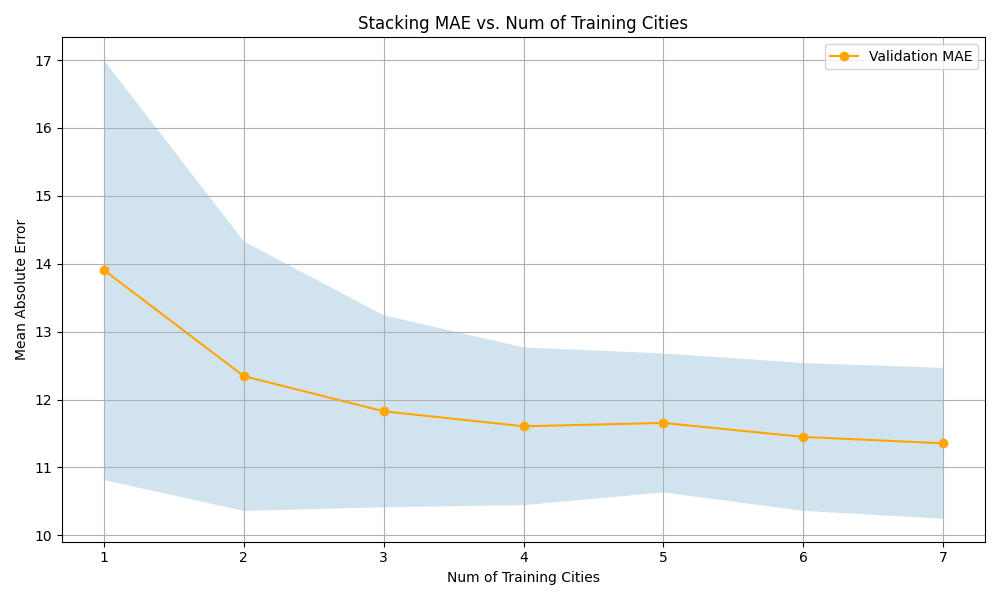 Stacking MAE vs. Num of Training Cities
Validation MAE
Mean Absolute Error
17
16
15
14
13
12
11
10
1 2 3 4 5 6 7
Num of Training Cities